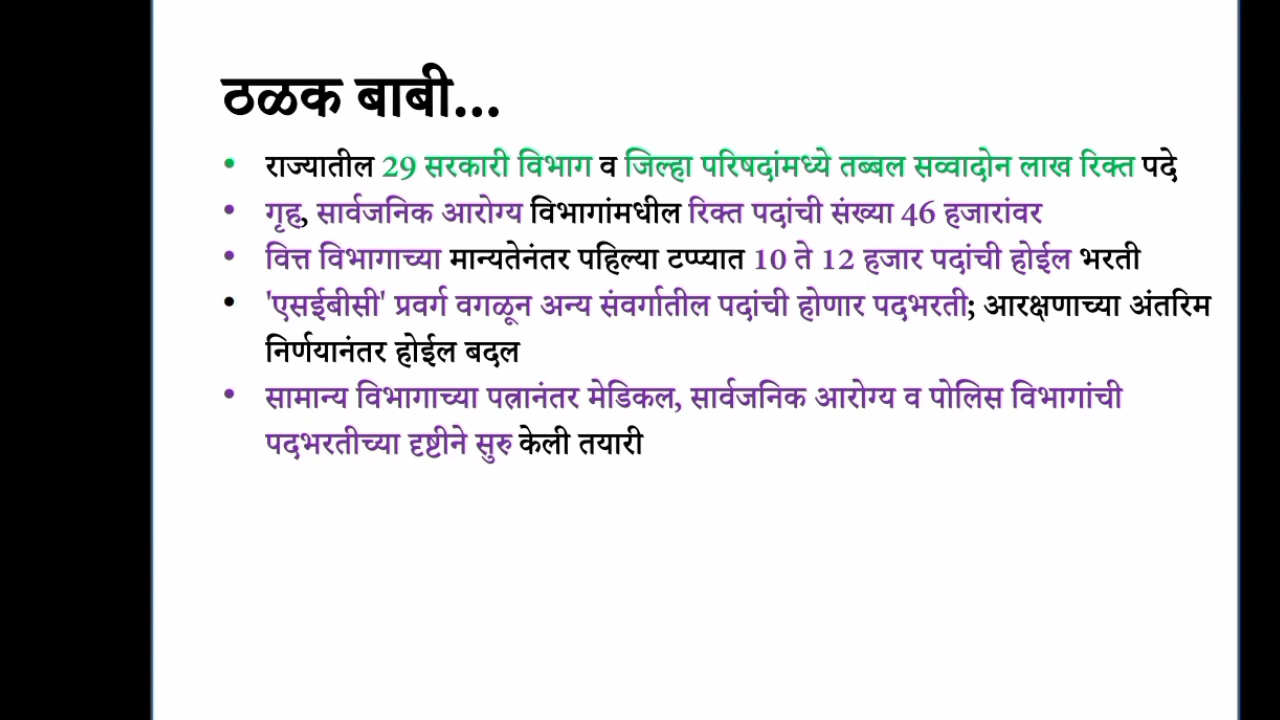 ठळक बाबी...
• राज्यातील 29 सरकारी विभाग व जिल्हा परिषदांमध्ये तब्बल सव्वादोन लाख रिक्त पदे
• गृह, सार्वजनिक आरोग्य विभागांमधील रिक्त पदांची संख्या 46 हजारांवर
• वित्त विभागाच्या मान्यतेनंतर पहिल्या टप्प्यात 10 ते 12 हजार पदांची होईल भरती
• 'एसईबीसी' प्रवर्ग वगळून अन्य संवर्गातील पदांची होणार पदभरती; आरक्षणाच्या अंतरिम
निर्णयानंतर होईल बदल
• सामान्य विभागाच्या पत्रानंतर मेडिकल, सार्वजनिक आरोग्य व पोलिस विभागांची
पदभरतीच्या दृष्टीने सुरु केली तयारी